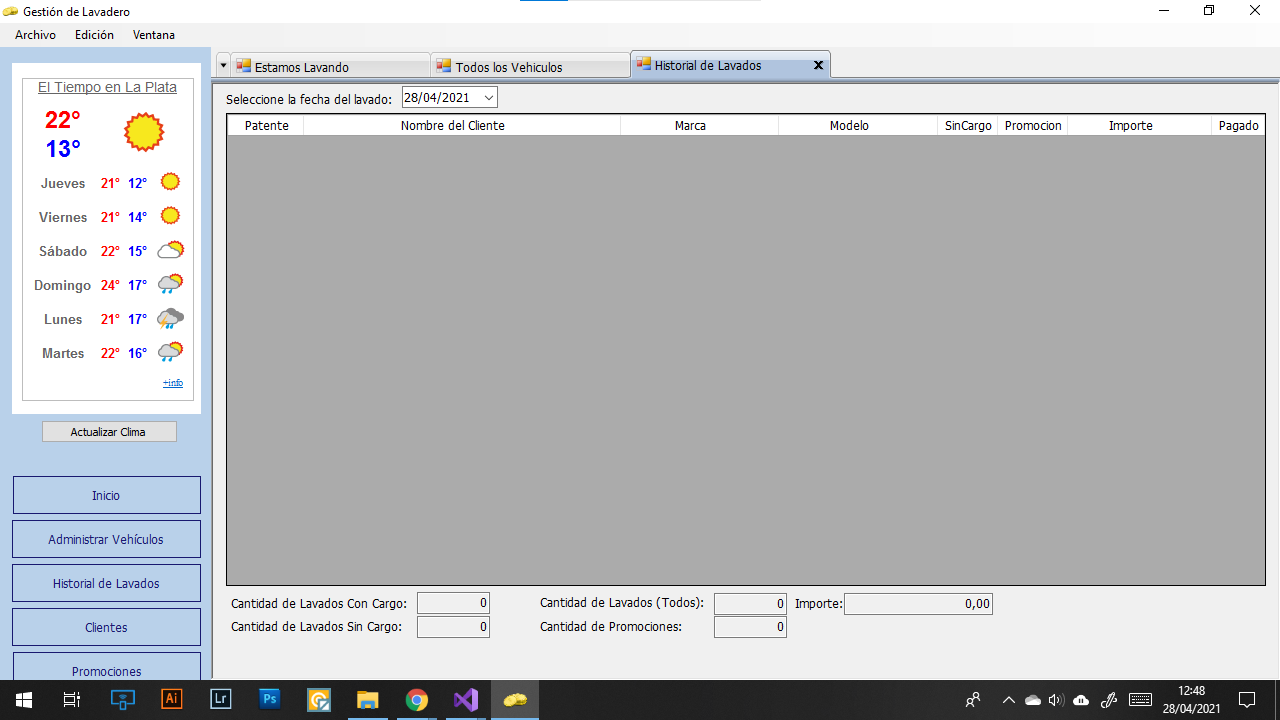 Gestión de Lavadero
Archivo Edición Ventana
El Tiempo en La Plata
22°
13°
Jueves 21° 12°
Viernes 21° 14°
Sábado 22° 15°
Domingo 24° 17°
Lunes 21° 17°
Martes 22° 16°
+info
Actualizar Clima
Inicio
Administrar Vehículos
Historial de Lavados
Clientes
Promociones
Estamos Lavando Todos los Vehiculos Historial de Lavados
Seleccione la fecha del lavado: 28/04/2021
Patente Nombre del Cliente Marca Modelo SinCargo Promocion Importe Pagado
Cantidad de Lavados Con Cargo: 0 Cantidad de Lavados (Todos): 0 Importe: 0,00
Cantidad de Lavados Sin Cargo: 0 Cantidad de Promociones: 0
Ai Lr Ps
12:48
28/04/2021